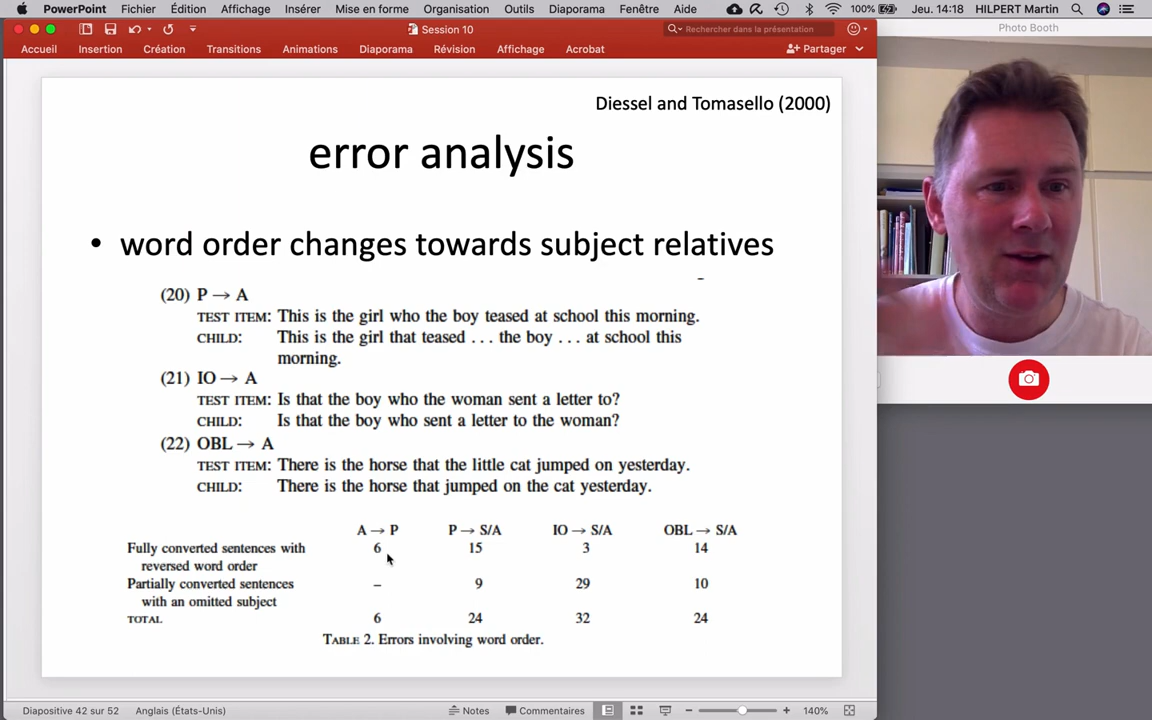 PowerPoint Fichier Édition Affichage Insérer Mise en forme Organisation Outils Diaporama Fenêtre Aide 100% Jeu. 14:18 HILPERT Martin
Session 10
Rechercher dans la présentation
Photo Booth
Accueil Insertion Création Transitions Animations Diaporama Révision Affichage Acrobat Partager
Diessel and Tomasello (2000)
error analysis
• word order changes towards subject relatives
(20) P → A
TEST ITEM: This is the girl who the boy teased at school this morning.
CHILD: This is the girl that teased . . . the boy . . . at school this
morning.
(21) IO → A
TEST ITEM: Is that the boy who the woman sent a letter to?
CHILD: Is that the boy who sent a letter to the woman?
(22) OBL → A
TEST ITEM: There is the horse that the little cat jumped on yesterday.
CHILD: There is the horse that jumped on the cat yesterday.
A → P P → S/A IO → S/A OBL → S/A
Fully converted sentences with 6 15 3 14
reversed word order
Partially converted sentences – 9 29 10
with an omitted subject
TOTAL 6 24 32 24
TABLE 2. Errors involving word order.
Diapositive 42 sur 52 Anglais (États-Unis) Notes Commentaires 140%